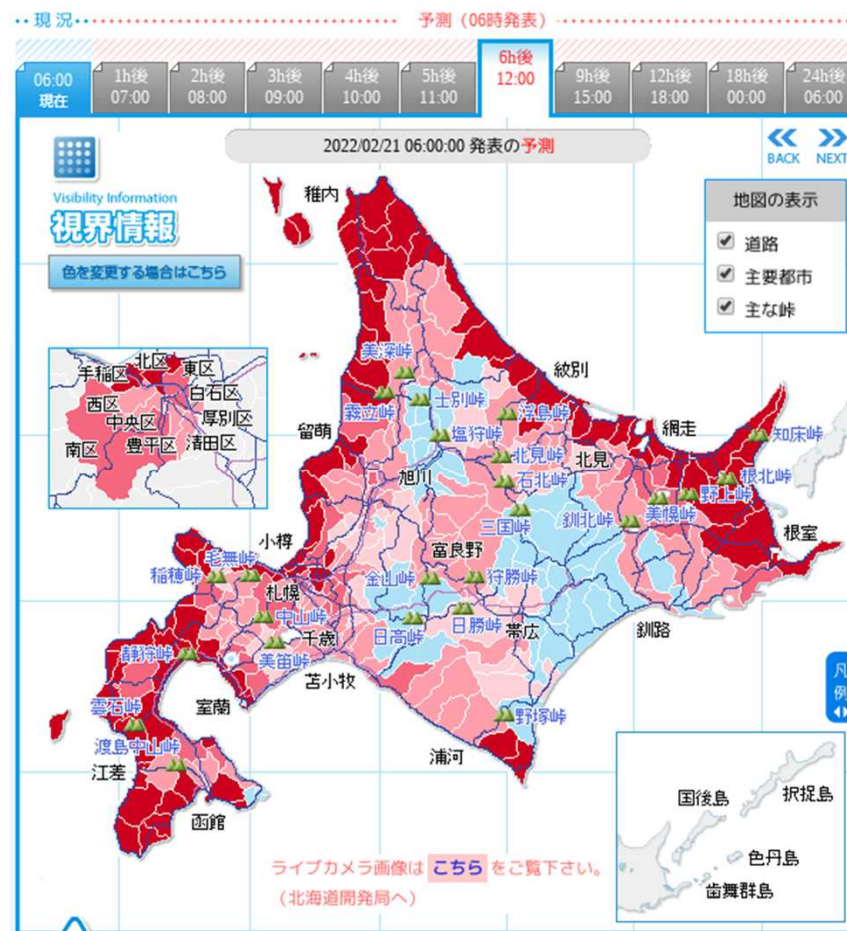 現況
予測（06時発表）
06:00
現在
1h後
07:00
2h後
08:00
3h後
09:00
4h後
10:00
5h後
11:00
6h後
12:00
9h後
15:00
12h後
18:00
18h後
00:00
24h後
06:00
2022/02/21 06:00:00 発表の予測
BACK
NEXT
Visibility Information
視界情報
色を変更する場合はこちら
地図の表示
道路
主要都市
主な峠
稚内
美深峠
紋別
霧立峠
士別峠
浮島峠
留萌
塩狩峠
網走
知床峠
北見峠
北見
旭川
石北峠
根北峠
野上峠
美幌峠
三国峠
釧北峠
根室
小樽
毛無峠
富良野
稲穂峠
金山峠
狩勝峠
札幌
中山峠
日高峠
日勝峠
帯広
釧路
千歳
静狩峠
美笛峠
苫小牧
室蘭
雲石峠
野塚峠
渡島中山峠
浦河
江差
函館
手稲区
北区
東区
西区
白石区
中央区
厚別区
南区
豊平区
清田区
凡
例
国後島
択捉島
色丹島
歯舞群島
ライブカメラ画像は こちら をご覧下さい。
（北海道開発局へ）